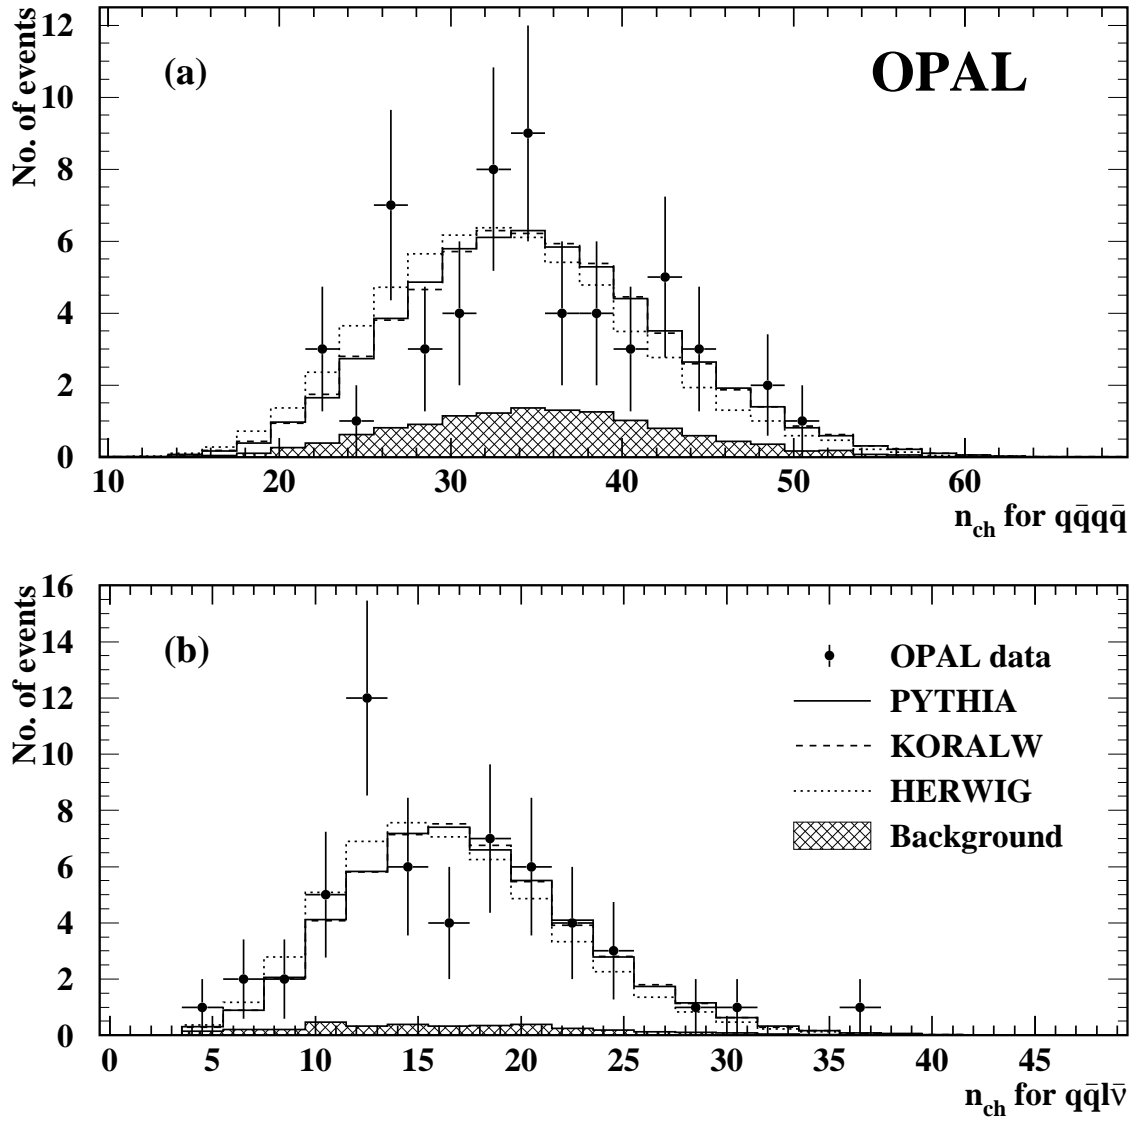 No. of events
(a)
OPAL
12
10
8
6
4
2
0
10 20 30 40 50 60
n_ch for qq̄qq̄
No. of events
(b)
16
14
12
10
8
6
4
2
0
OPAL data
PYTHIA
KORALW
HERWIG
Background
0 5 10 15 20 25 30 35 40 45
n_ch for qq̄lν̄